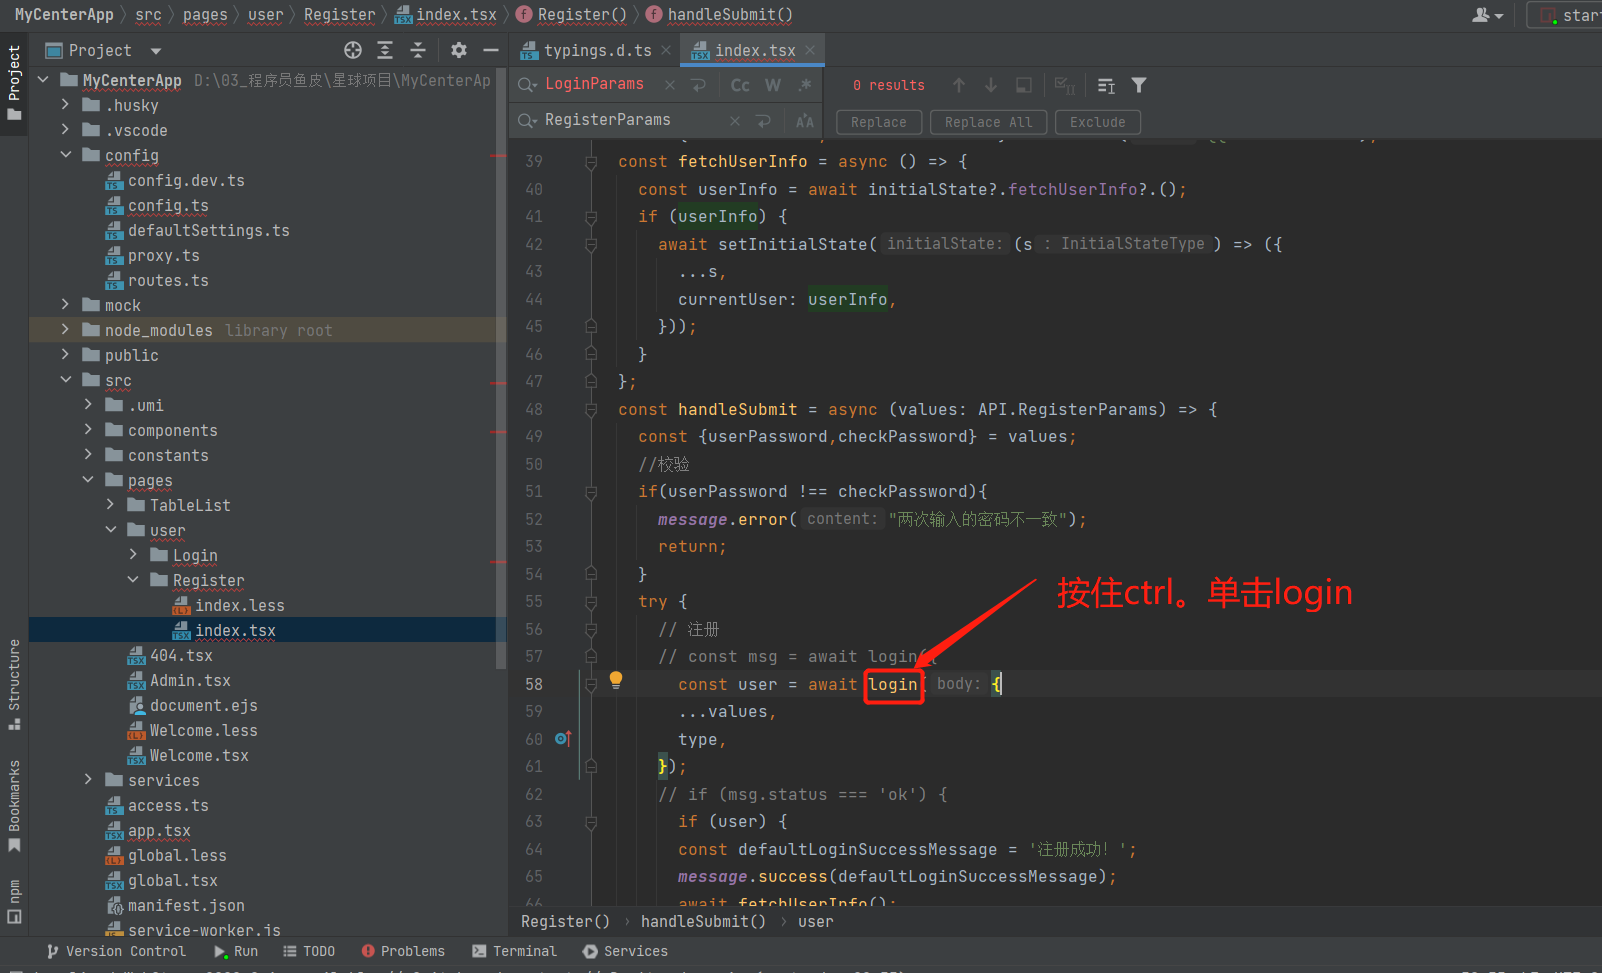 MyCenterApp src pages user Register index.tsx Register() handleSubmit()
Project
typings.d.ts index.tsx
LoginParams Cc W .* 0 results
RegisterParams Replace Replace All Exclude
Project
Structure
Bookmarks
npm
MyCenterApp D:\03_程序员鱼皮\星球项目\MyCenterAp
.husky
.vscode
config
config.dev.ts
config.ts
defaultSettings.ts
proxy.ts
routes.ts
mock
node_modules library root
public
src
.umi
components
constants
pages
TableList
user
Login
Register
index.less
index.tsx
404.tsx
Admin.tsx
document.ejs
Welcome.less
Welcome.tsx
services
access.ts
app.tsx
global.less
global.tsx
manifest.json
service-worker.js
39 const fetchUserInfo = async () => {
40 const userInfo = await initialState?.fetchUserInfo?.();
41 if (userInfo) {
42 await setInitialState( initialState: (s : InitialStateType ) => ({
43 ...s,
44 currentUser: userInfo,
45 }));
46 }
47 };
48 const handleSubmit = async (values: API.RegisterParams) => {
49 const {userPassword,checkPassword} = values;
50 //校验
51 if(userPassword !== checkPassword){
52 message.error( content: "两次输入的密码不一致");
53 return;
54 }
55 try {
56 // 注册
57 // const msg = await login({
58 const user = await login( body: {
59 ...values,
60 type,
61 });
62 // if (msg.status === 'ok') {
63 if (user) {
64 const defaultLoginSuccessMessage = '注册成功！';
65 message.success(defaultLoginSuccessMessage);
66 await fetchUserInfo();
按住ctrl。单击login
Register() handleSubmit() user
Version Control Run TODO Problems Terminal Services